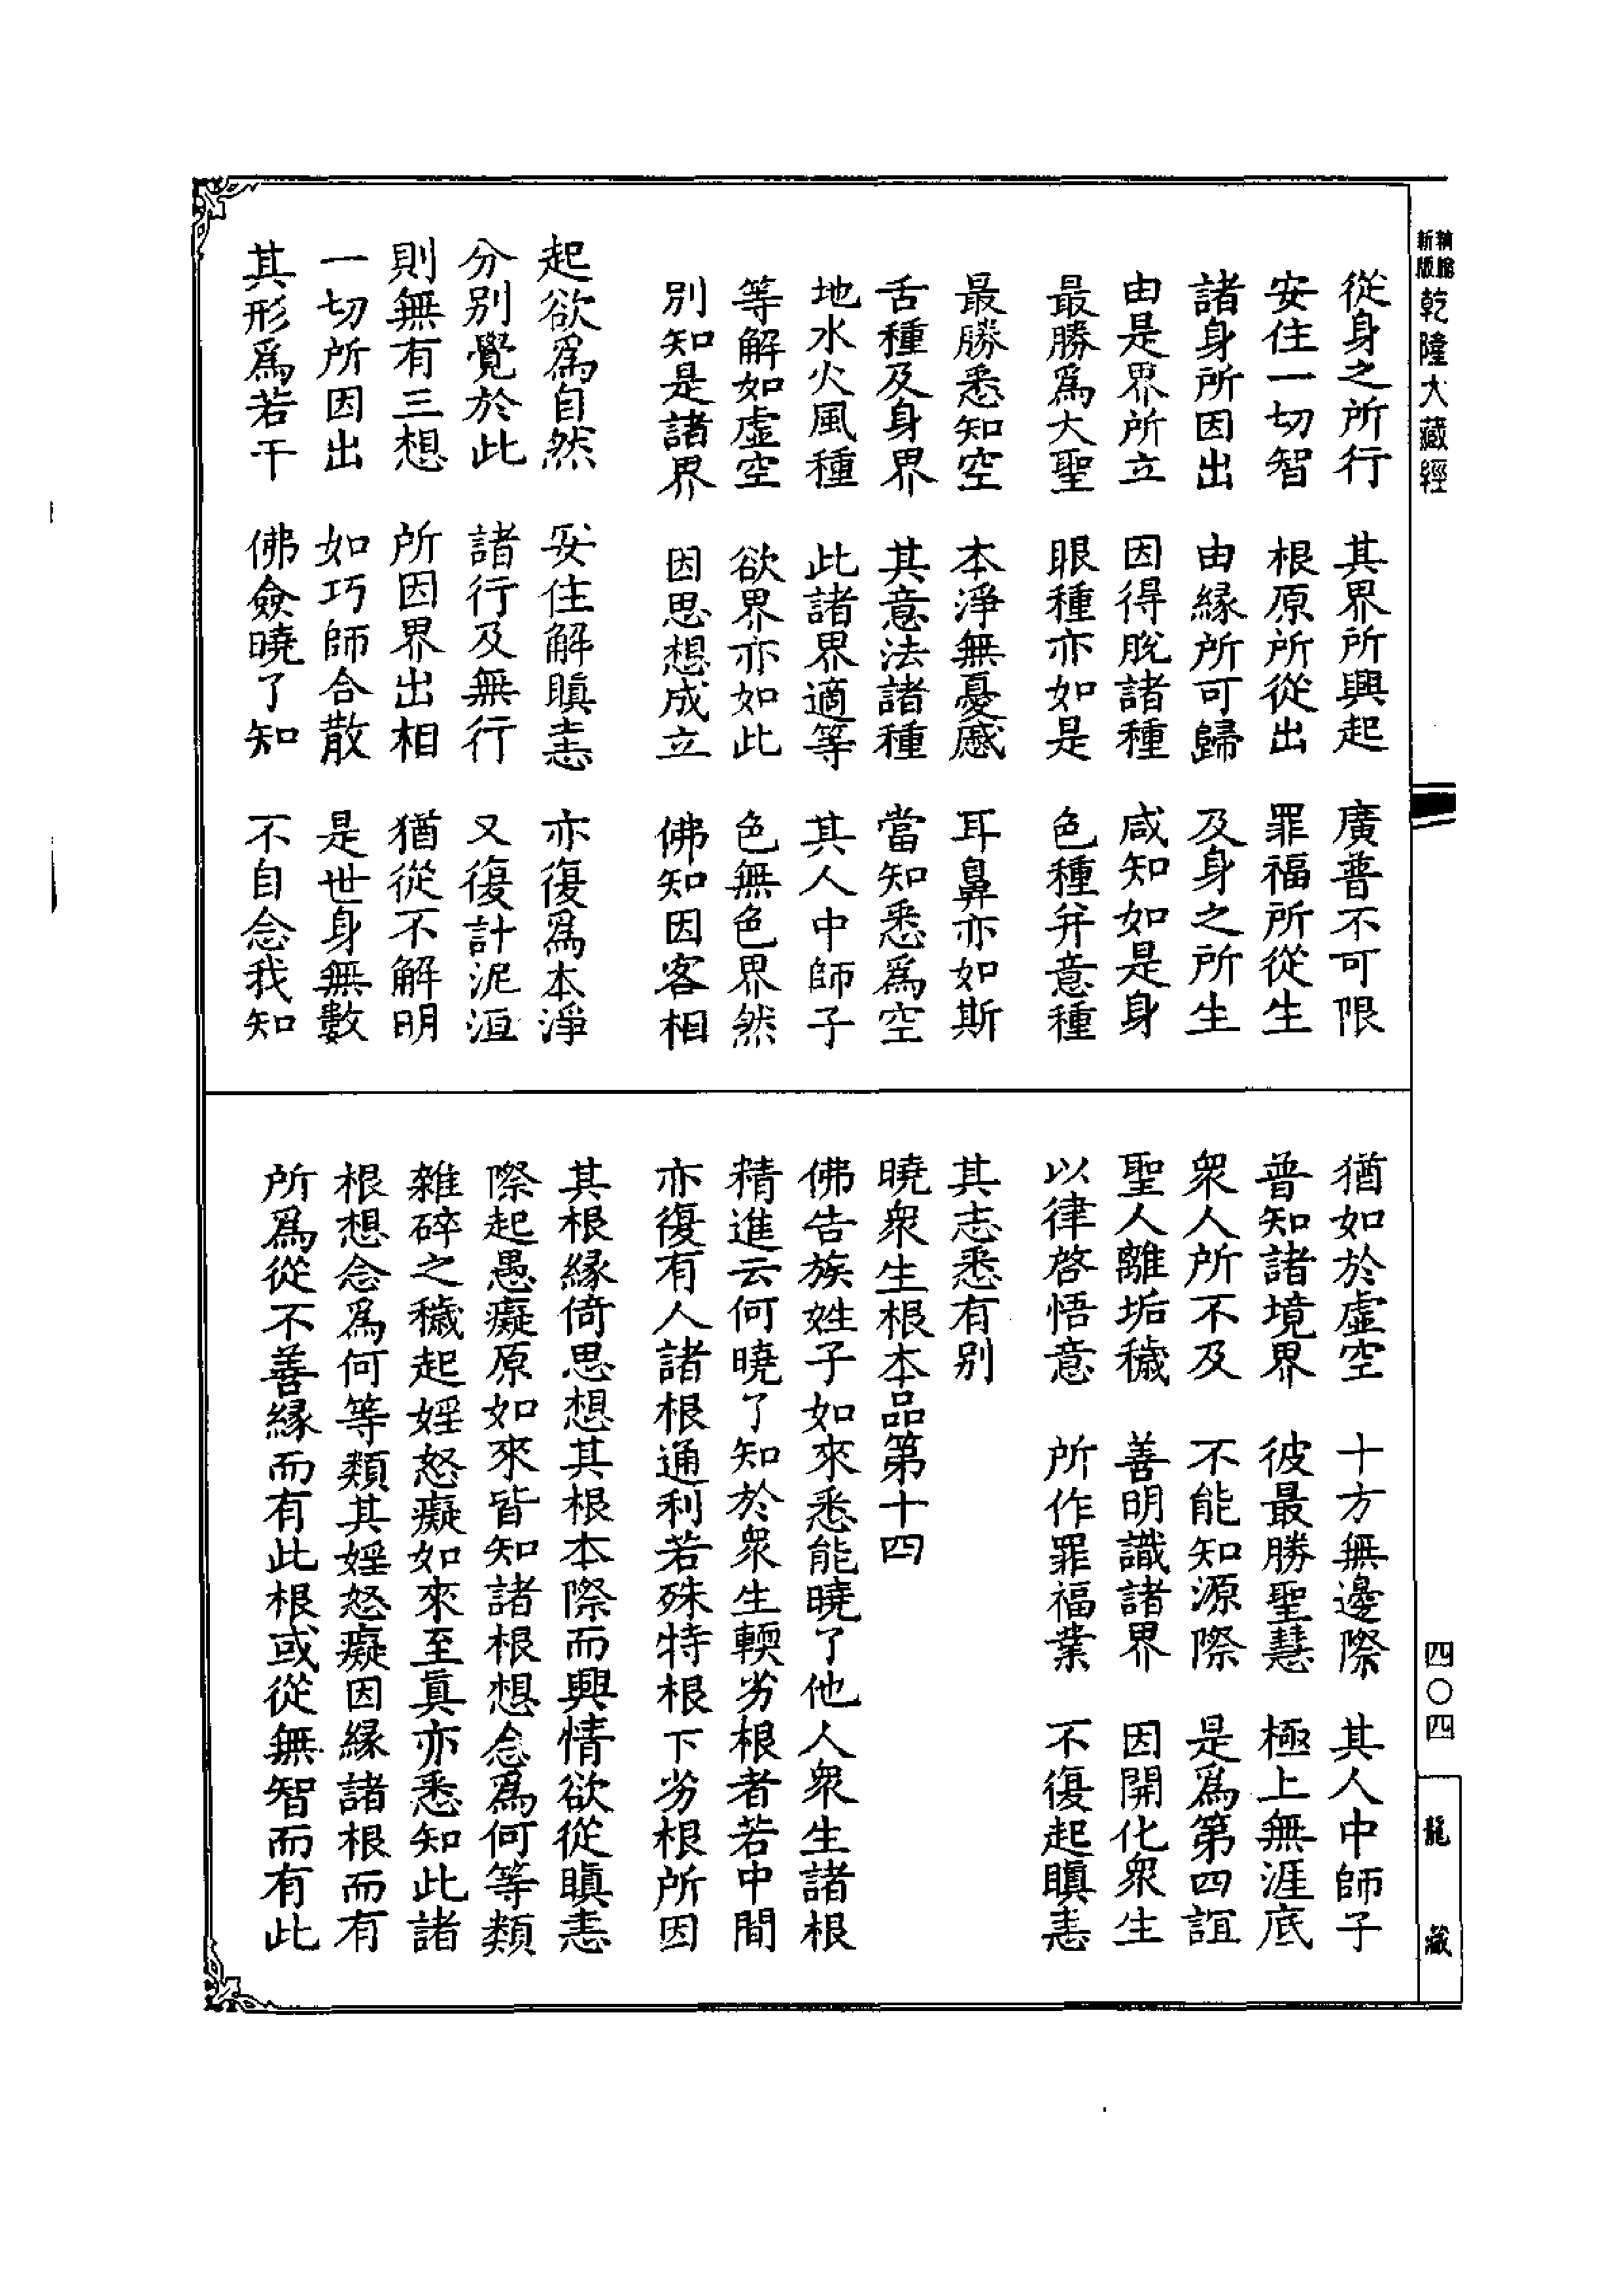 新版精縮乾隆大藏經
從身之所行　其界所興起　廣普不可限
安住一切智　根原所從出　罪福所從生
諸身所因出　由緣所可歸　及身之所生
由是界所立　因得脫諸種　咸知如是身
最勝為大聖　眼種亦如是　色種并意種
最勝悉知空　本淨無憂慼　耳鼻亦如斯
舌種及身界　其意法諸種　當知悉為空
地水火風種　此諸界適等　其人中師子
等解如虛空　欲界亦如此　色無色界然
別知是諸界　因思想成立　佛知因客相
起欲為自然　安住解瞋恚　亦復為本淨
分別覺於此　諸行及無行　又復計泥洹
則無有三想　所因界出相　猶從不解明
一切所因出　如巧師合散　是世身無數
其形為若干　佛僉曉了知　不自念我知
猶如於虛空　十方無邊際　其人中師子
普知諸境界　彼最勝聖慧　極上無涯底
衆人所不及　不能知源際　是為第四誼
聖人離垢穢　善明識諸界　因開化衆生
以律啓悟意　所作罪福業　不復起瞋恚
其志悉有別
曉衆生根本品第十四
佛告族姓子如來悉能曉了他人衆生諸根
精進云何曉了知於衆生輭劣根者若中間
亦復有人諸根通利若殊特根下劣根所因
其根緣倚思想其根本際而興情欲從瞋恚
際起愚癡原如來皆知諸根想念為何等類
雜碎之穢起婬怒癡如來至眞亦悉知此諸
根想念為何等類其婬怒癡因緣諸根而有
所為從不善緣而有此根或從無智而有此
四〇四
龍藏